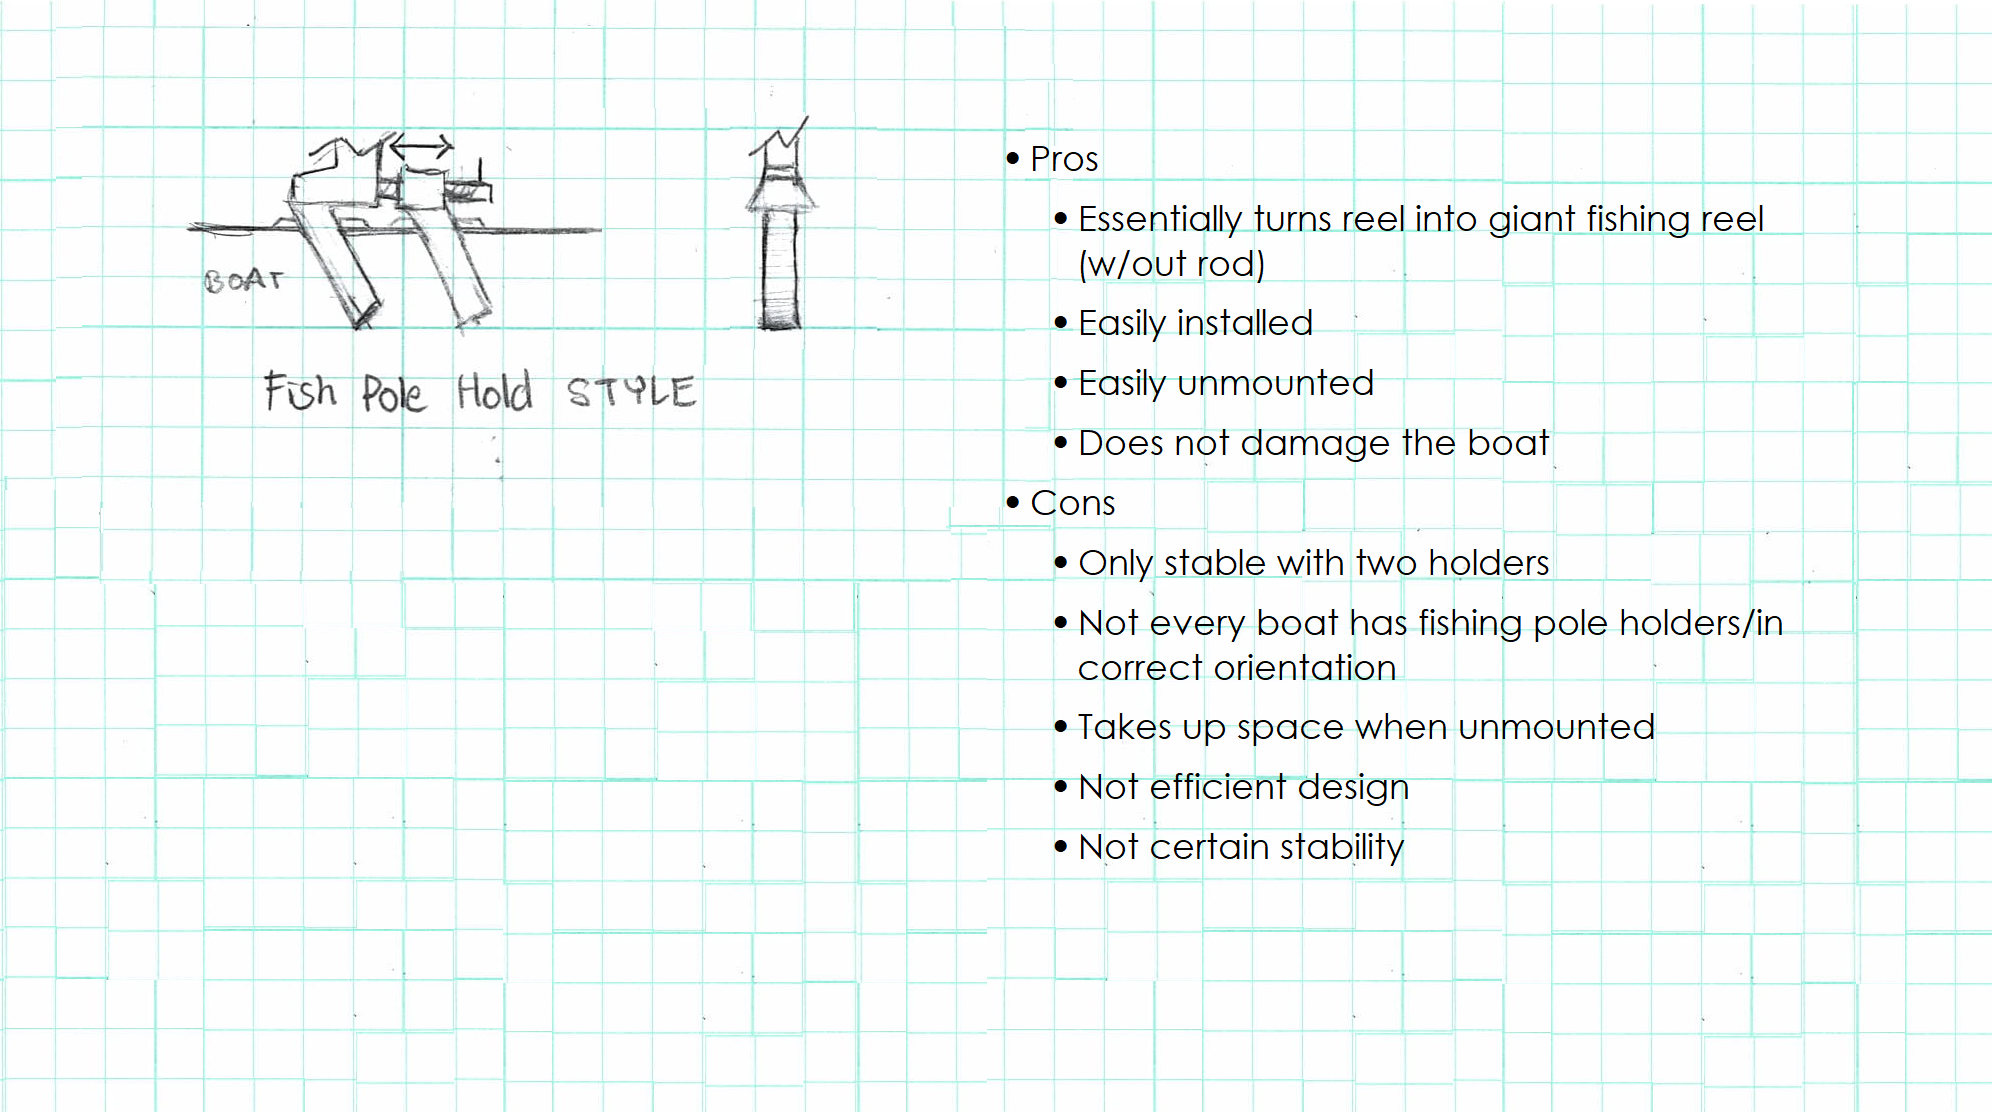 BOAT
Fish Pole Hold STYLE
• Pros
• Essentially turns reel into giant fishing reel
(w/out rod)
• Easily installed
• Easily unmounted
• Does not damage the boat
• Cons
• Only stable with two holders
• Not every boat has fishing pole holders/in
correct orientation
• Takes up space when unmounted
• Not efficient design
• Not certain stability